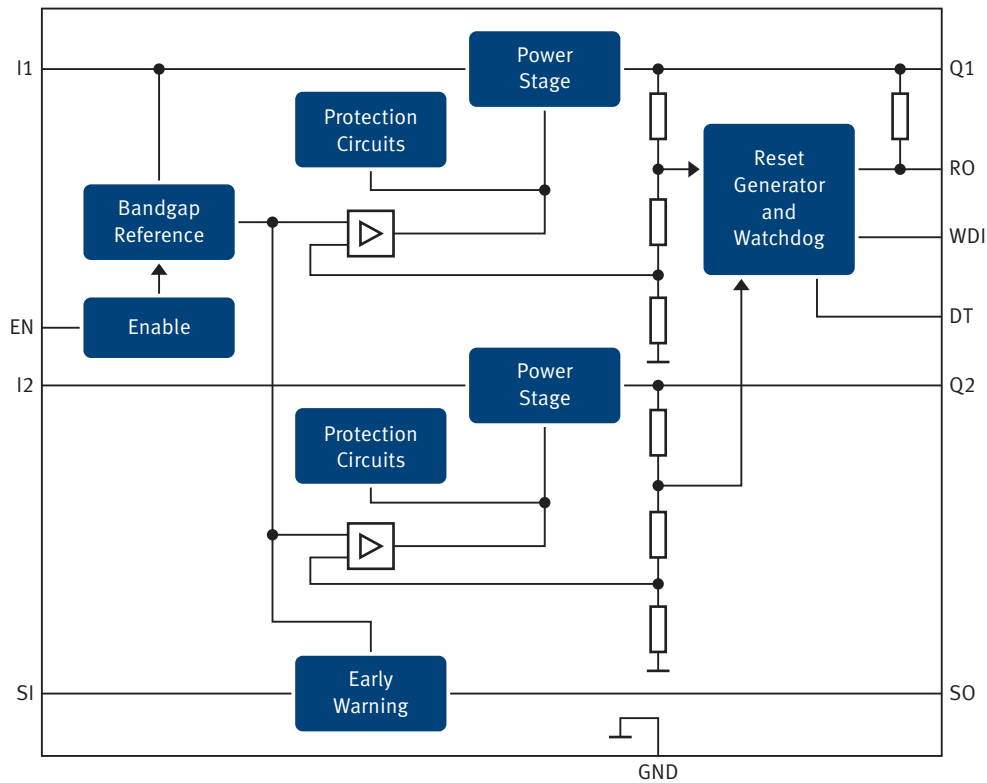 I1
Power
Stage
Q1
Protection
Circuits
Reset
Generator
and
Watchdog
RO
Bandgap
Reference
WDI
EN
Enable
DT
I2
Power
Stage
Q2
Protection
Circuits
SI
Early
Warning
SO
GND